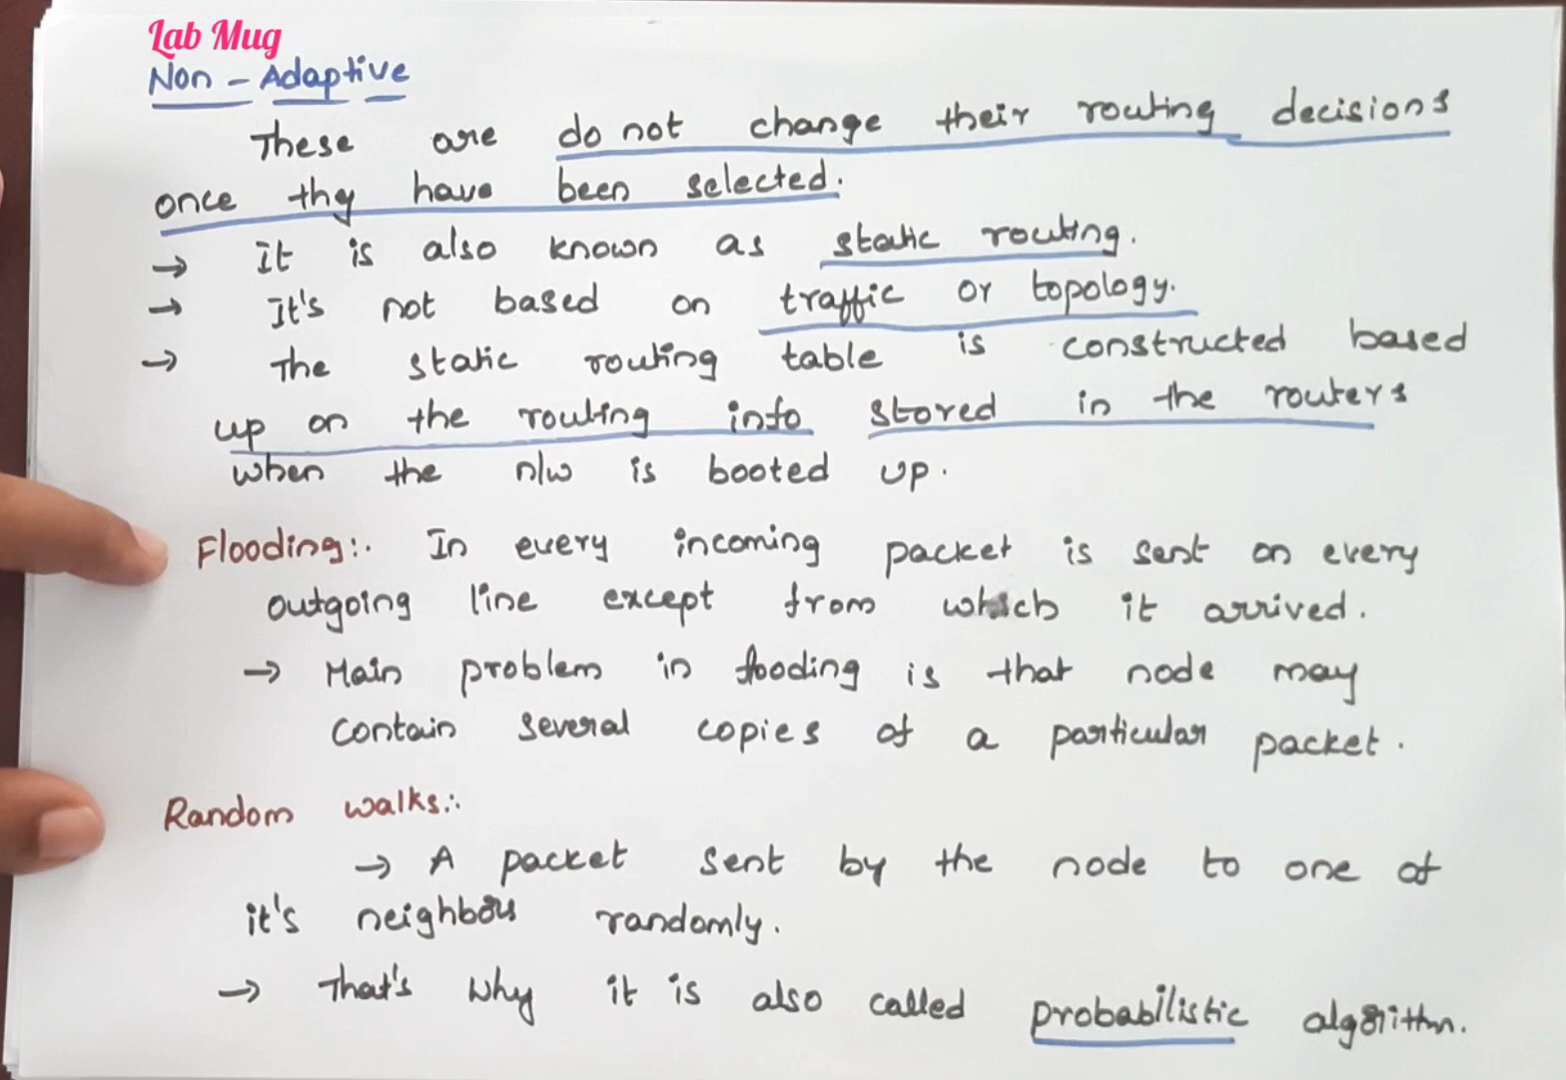 Lab Mug
Non - Adaptive
These are do not change their routing decisions
once thy have been selected.
→ It is also known as static routing.
→ It's not based on traffic or topology.
→ The static routing table is constructed based
up on the routing info stored in the routers
when the n/w is booted up.
Flooding:. In every incoming packet is sent on every
outgoing line except from which it arrived.
→ Main problem in flooding is that node may
contain several copies of a particular packet.
Random walks:.
→ A packet sent by the node to one of
it's neighbour randomly.
→ That's why it is also called probabilistic algorithm.